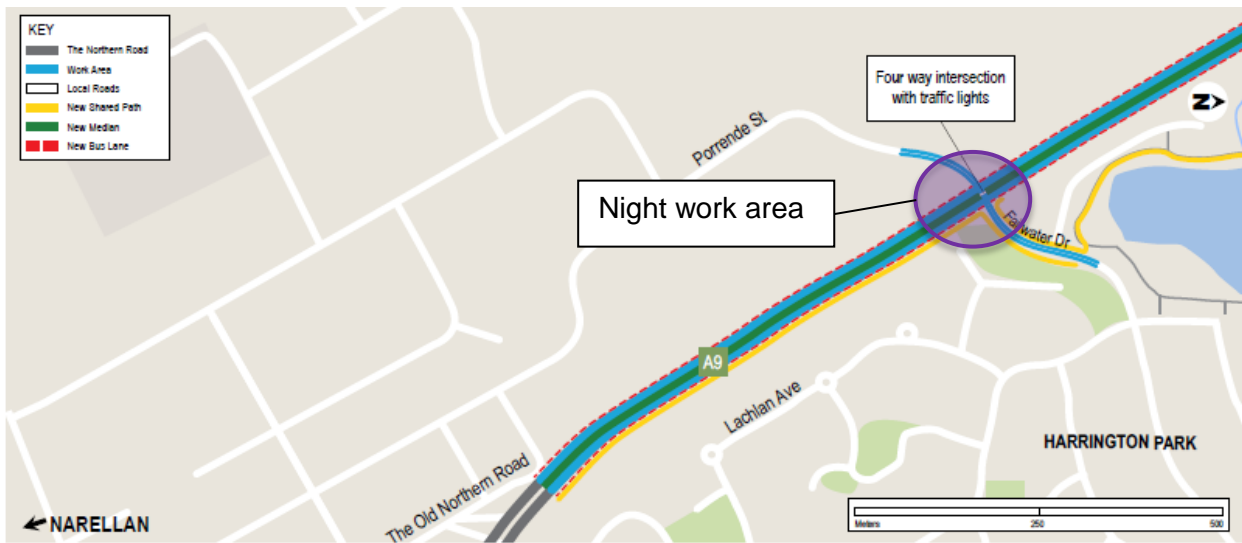 KEY
The Northern Road
Work Area
Local Roads
New Shared Path
New Median
New Bus Lane
Four way intersection
with traffic lights
N
Porrende St
Night work area
Fairwater Dr
A9
Lachlan Ave
HARRINGTON PARK
The Old Northern Road
NARELLAN
Meters 250 500